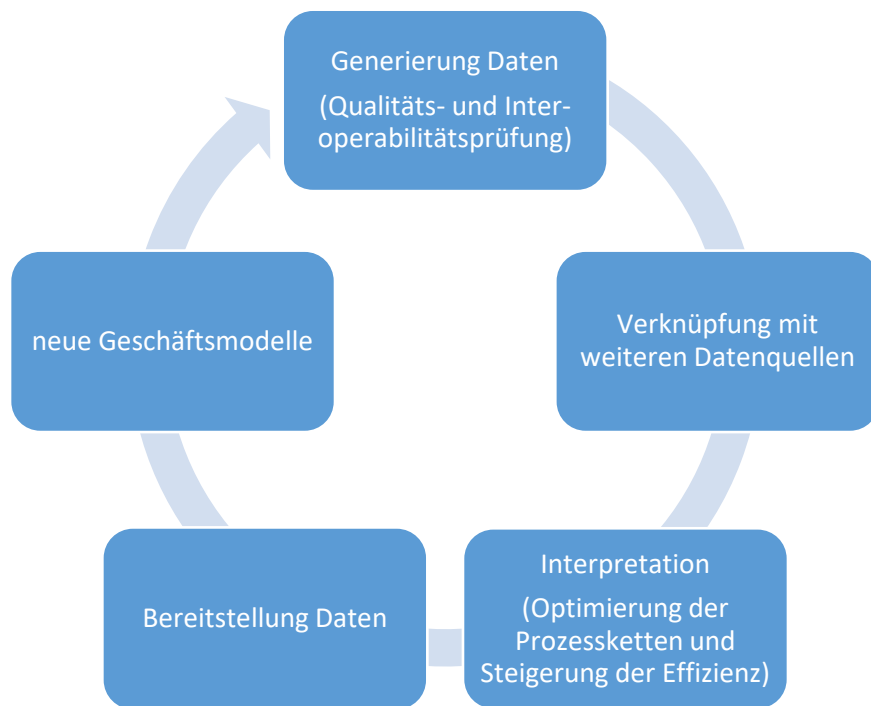 Generierung Daten
(Qualitäts- und Inter-
operabilitätsprüfung)
Verknüpfung mit
weiteren Datenquellen
Interpretation
(Optimierung der
Prozessketten und
Steigerung der Effizienz)
Bereitstellung Daten
neue Geschäftsmodelle